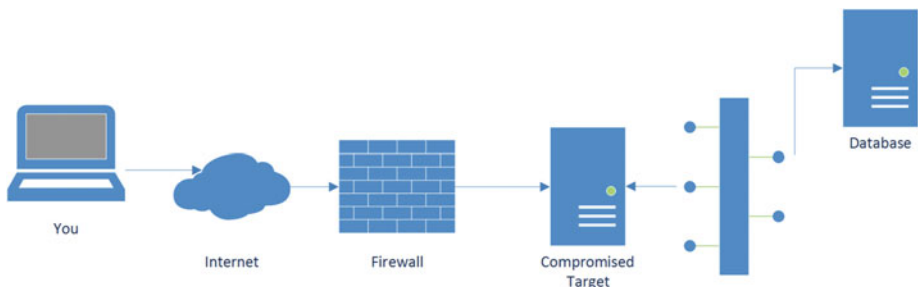 You
Internet
Firewall
Compromised
Target
Database